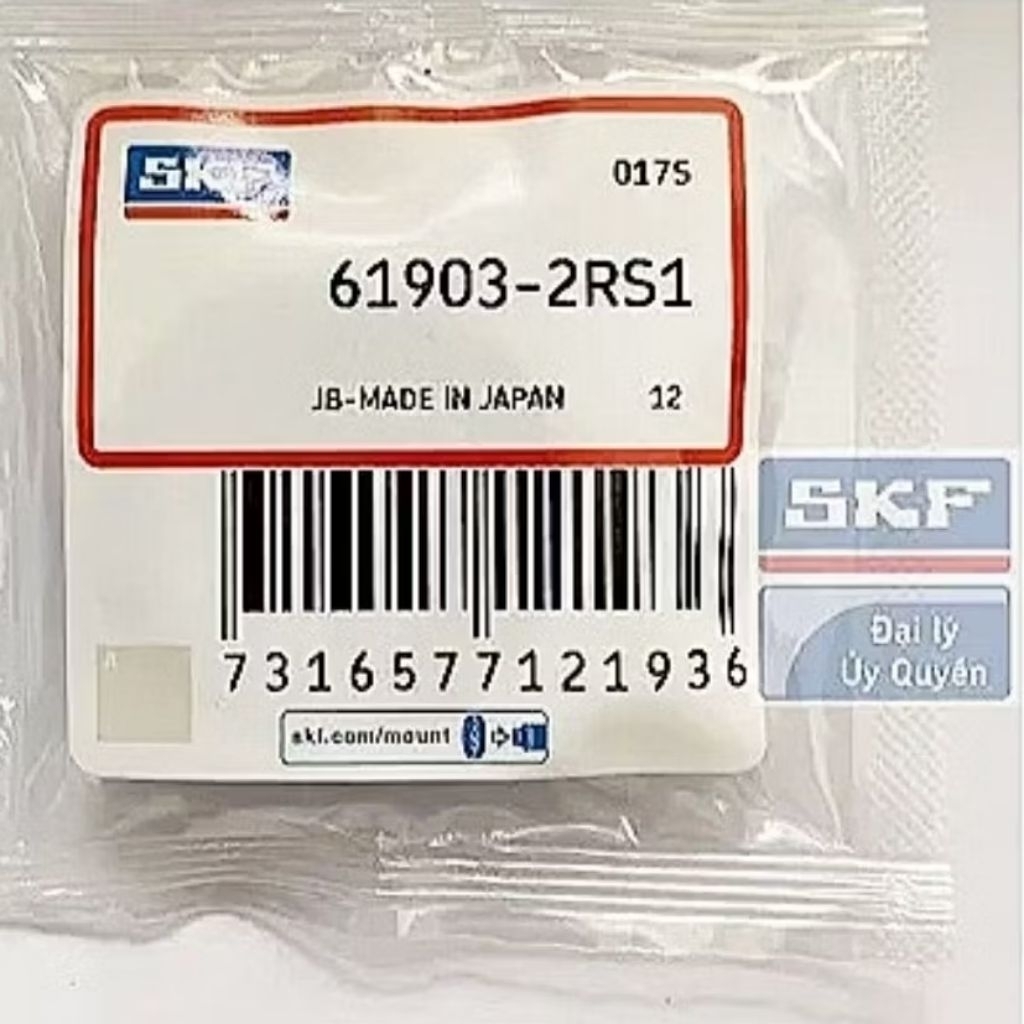 SKF
0175
61903-2RS1
JB-MADE IN JAPAN 12
7316577121936
skf.com/mount
SKF
Đại lý
Ủy Quyền